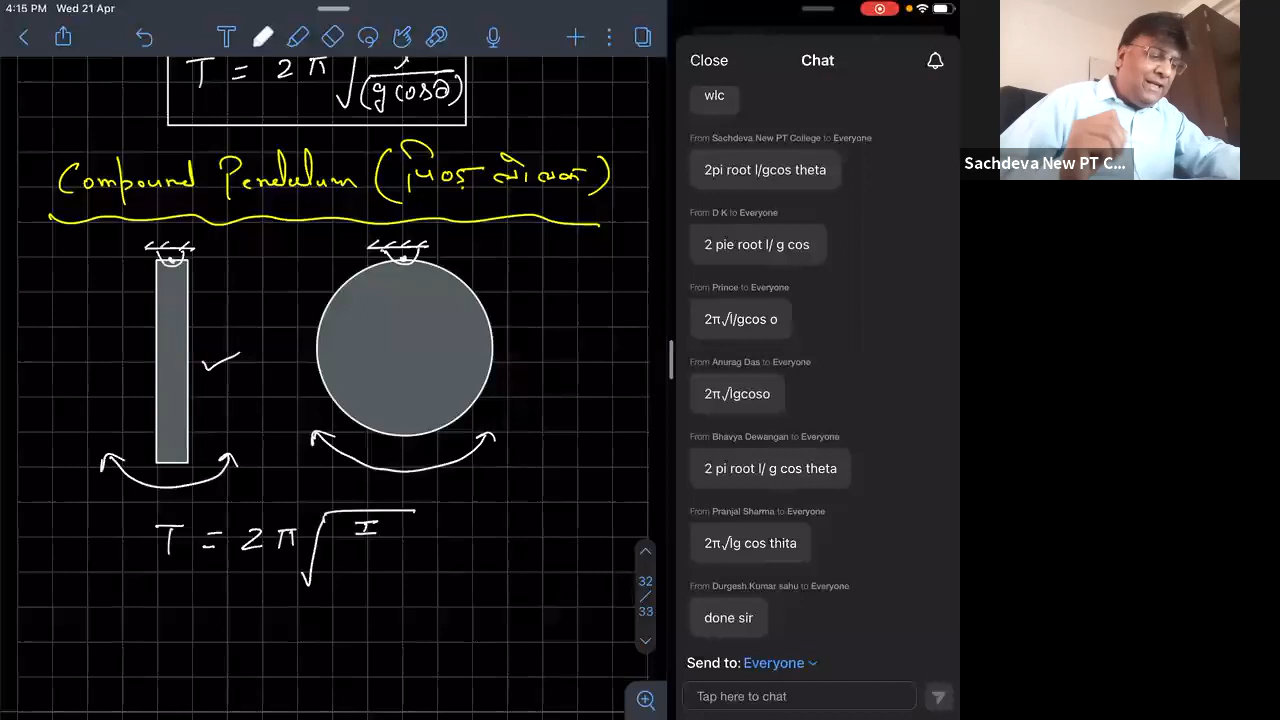 4:15 PM Wed 21 Apr
T = 2 π √ l / (g cosθ)
Compound Pendulum (पिण्ड लोलक)
T = 2 π √ I
32
33
Close
Chat
wlc
From Sachdeva New PT College to Everyone
2pi root l/gcos theta
From D K to Everyone
2 pie root l/ g cos
From Prince to Everyone
2π√l/gcos o
From Anurag Das to Everyone
2π√lgcoso
From Bhavya Dewangan to Everyone
2 pi root l/ g cos theta
From Pranjal Sharma to Everyone
2π√lg cos thita
From Durgesh Kumar sahu to Everyone
done sir
Send to: Everyone
Tap here to chat
Sachdeva New PT C...